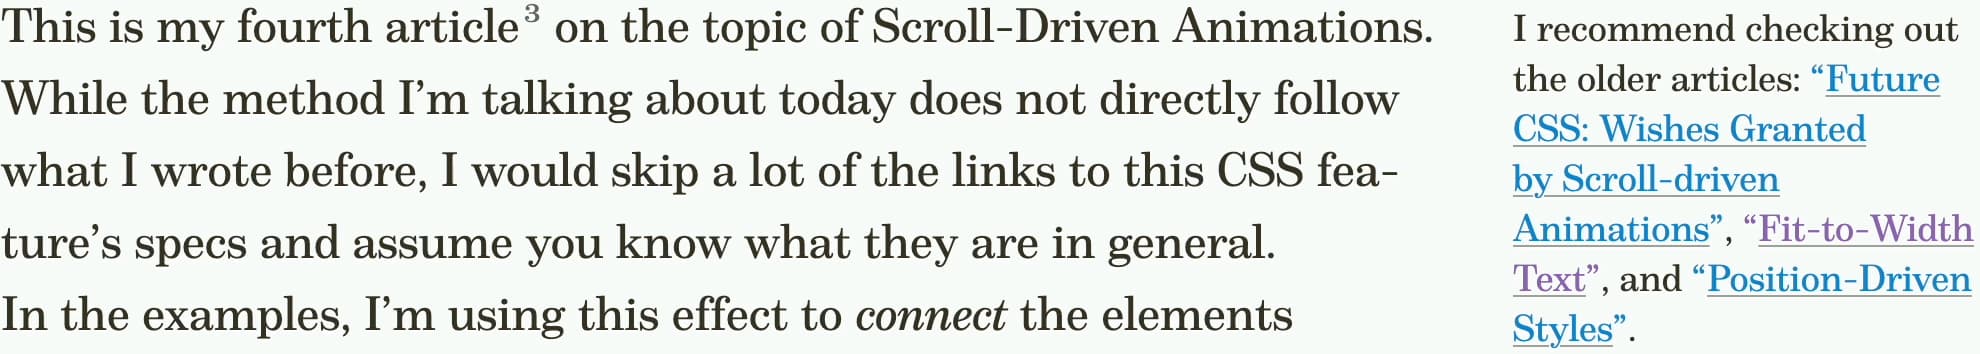 This is my fourth article³ on the topic of Scroll-Driven Animations.
While the method I’m talking about today does not directly follow
what I wrote before, I would skip a lot of the links to this CSS fea-
ture’s specs and assume you know what they are in general.
In the examples, I’m using this effect to connect the elements
I recommend checking out
the older articles: “Future
CSS: Wishes Granted
by Scroll-driven
Animations”, “Fit-to-Width
Text”, and “Position-Driven
Styles”.